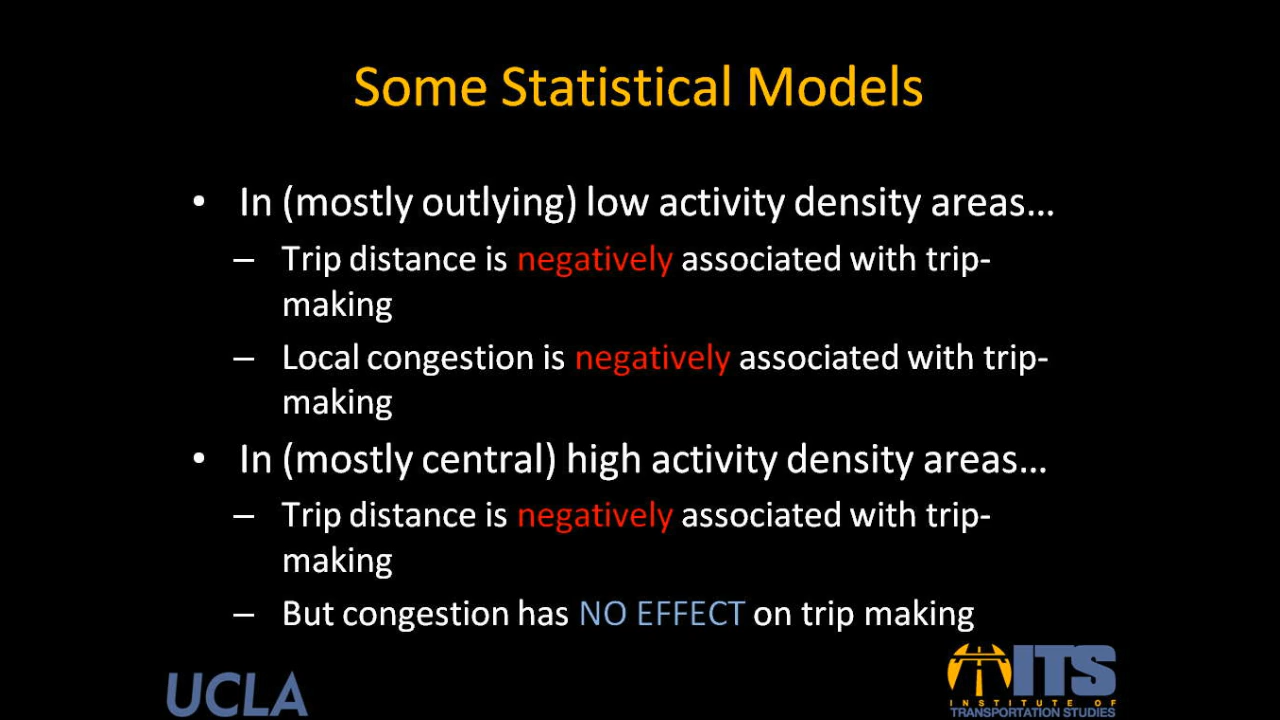 Some Statistical Models
• In (mostly outlying) low activity density areas…
– Trip distance is negatively associated with trip-
making
– Local congestion is negatively associated with trip-
making
• In (mostly central) high activity density areas…
– Trip distance is negatively associated with trip-
making
– But congestion has NO EFFECT on trip making
UCLA
ITS
INSTITUTE OF
TRANSPORTATION STUDIES